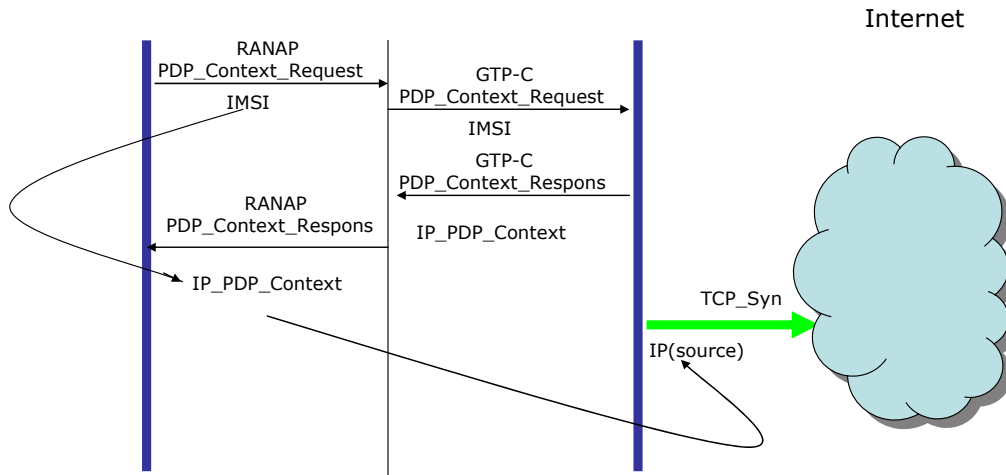 Internet
RANAP
PDP_Context_Request
IMSI
GTP-C
PDP_Context_Request
IMSI
GTP-C
PDP_Context_Respons
IP_PDP_Context
RANAP
PDP_Context_Respons
IP_PDP_Context
TCP_Syn
IP(source)